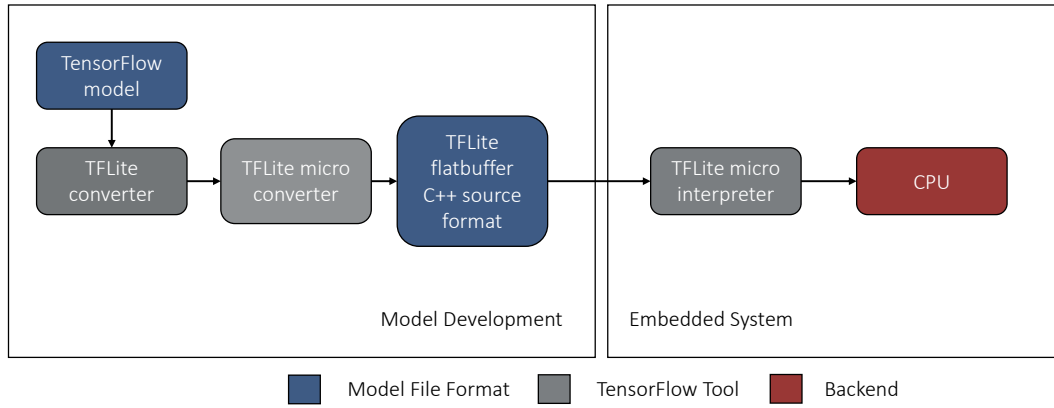 TensorFlow
model
TFLite
converter
TFLite micro
converter
TFLite
flatbuffer
C++ source
format
TFLite micro
interpreter
CPU
Model Development
Embedded System
Model File Format
TensorFlow Tool
Backend